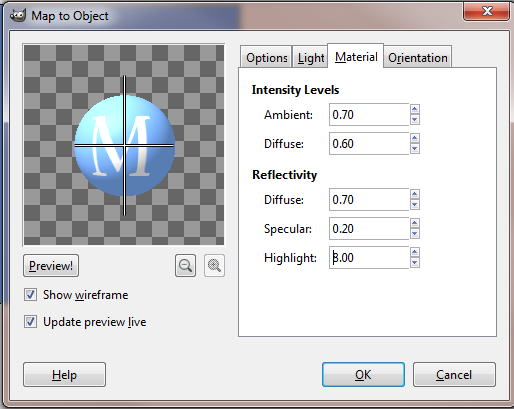 Map to Object
Options Light Material Orientation
M
Intensity Levels
Ambient: 0.70
Diffuse: 0.60
Reflectivity
Diffuse: 0.70
Specular: 0.20
Highlight: 8.00
Preview!
Show wireframe
Update preview live
Help OK Cancel